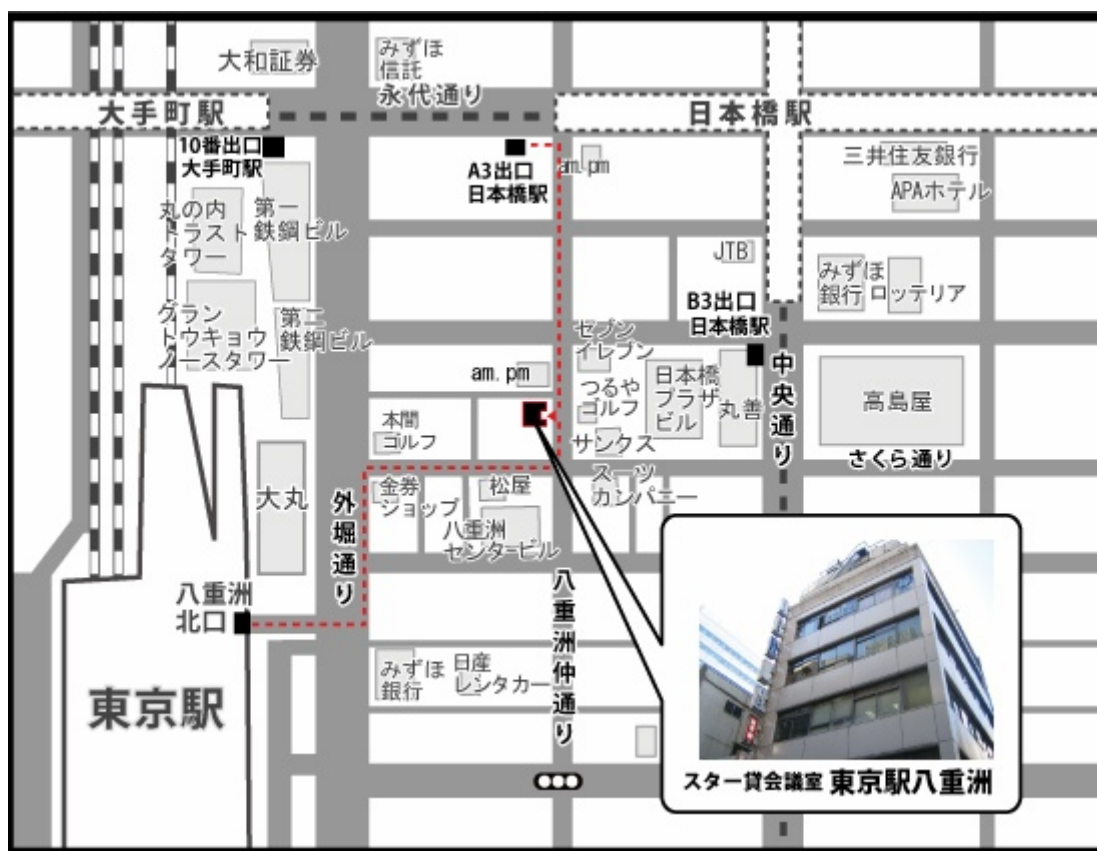 大和証券
みずほ
信託
永代通り
大手町駅
日本橋駅
10番出口
大手町駅
A3出口
日本橋駅
am.pm
三井住友銀行
APAホテル
丸の内
トラスト
タワー
第一
鉄鋼ビル
JTB
みずほ
銀行
ロッテリア
B3出口
日本橋駅
グラン
トウキョウ
ノースタワー
第二
鉄鋼ビル
セブン
イレブン
am.pm
つるや
ゴルフ
日本橋
プラザ
ビル
丸善
中央通り
高島屋
本間
ゴルフ
サンクス
さくら通り
大丸
外堀通り
金券
ショップ
松屋
八重洲
センタービル
スーツ
カンパニー
八重洲
北口
八重洲仲通り
みずほ
銀行
日産
レンタカー
東京駅
スター貸会議室 東京駅八重洲